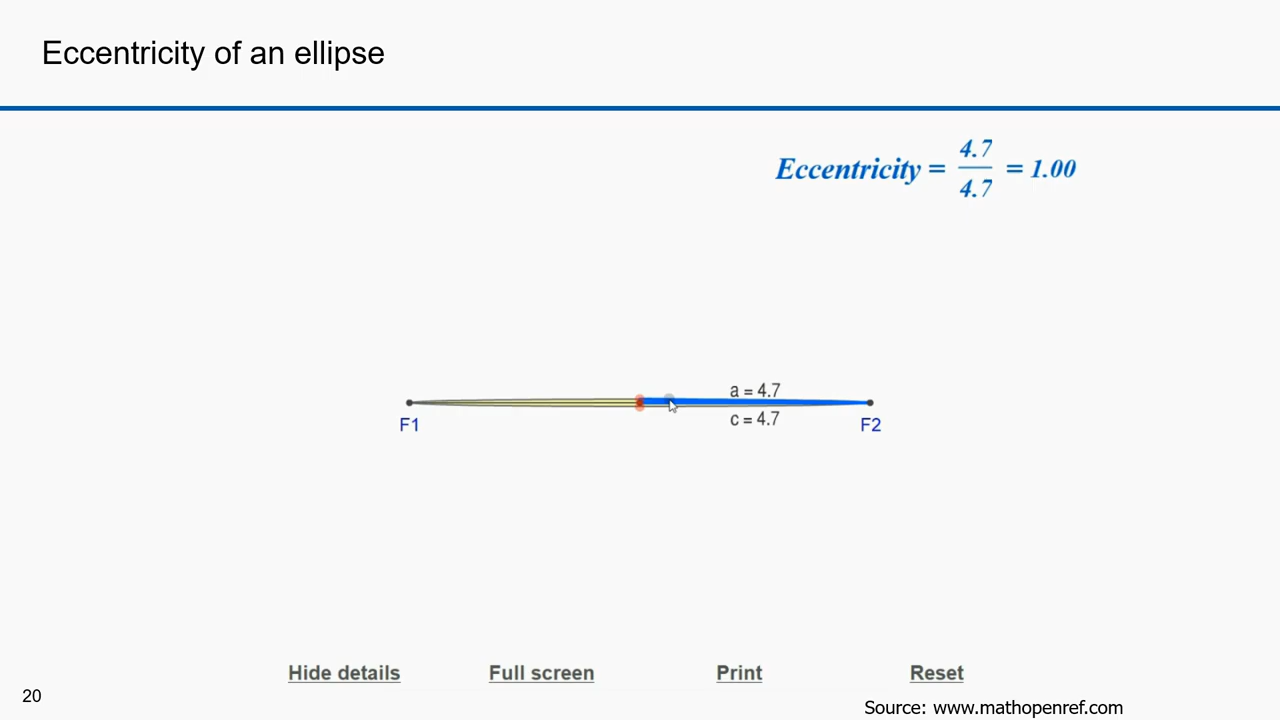 Eccentricity of an ellipse
Eccentricity = 4.7 / 4.7 = 1.00
a = 4.7
c = 4.7
F1
F2
Hide details
Full screen
Print
Reset
20
Source: www.mathopenref.com